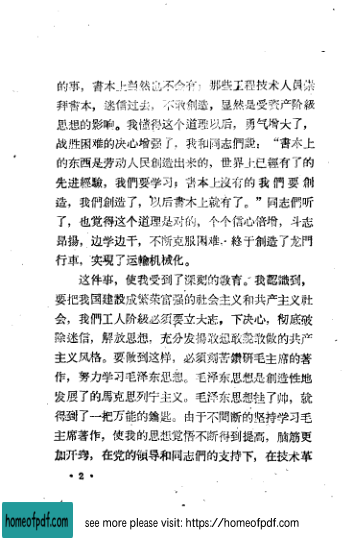 的事，書本上当然也不会有；那些工程技术人員崇
拜書本，迷信过去，不敢創造，显然是受資产阶級
思想的影响。我懂得这个道理以后，勇气增大了，
战胜困难的决心增强了，我和同志們說：“書本上
的东西是劳动人民創造出来的，世界上已經有了的
先进經驗，我們要学习；書本上沒有的我們要創
造，我們創造了，以后書本上就有了。”同志們听
了，也覚得这个道理是对的，个个信心倍增，斗志
昂揚，边学边干，不断克服困难，終于創造了龙門
行車，实現了运輸机械化。
这件事，使我受到了深刻的教育。我認識到，
要把我国建設成繁荣富强的社会主义和共产主义社
会，我們工人阶級必須要立大志，下决心，彻底破
除迷信，解放思想，充分发揚敢想敢說敢做的共产
主义风格。要做到这样，必須刻苦鑽研毛主席的著
作，努力学习毛泽东思想。毛泽东思想是創造性地
发展了的馬克思列宁主义。毛泽东思想挂了帅，就
得到了一把万能的鑰匙。由于不間断的坚持学习毛
主席著作，使我的思想覚悟不断得到提高，脑筋更
加开窍，在党的領导和同志們的支持下，在技术革
·2·
homeofpdf.com
see more please visit: https://homeofpdf.com